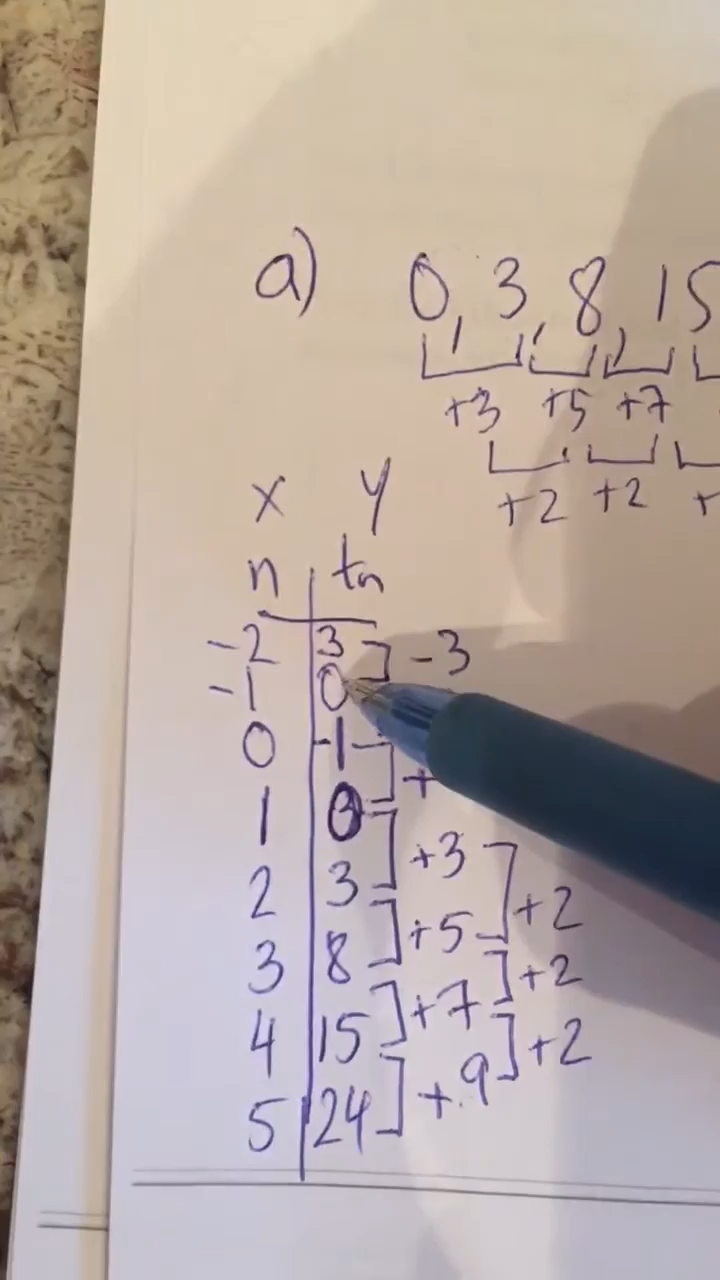 a) 0, 3, 8, 15
+3 +5 +7
+2 +2 +
x y
n tn
-2 3 -3
-1 0
0 -1 +
1 0 +3
2 3 +2
3 8 +5 +2
4 15 +7 +2
5 24 +9